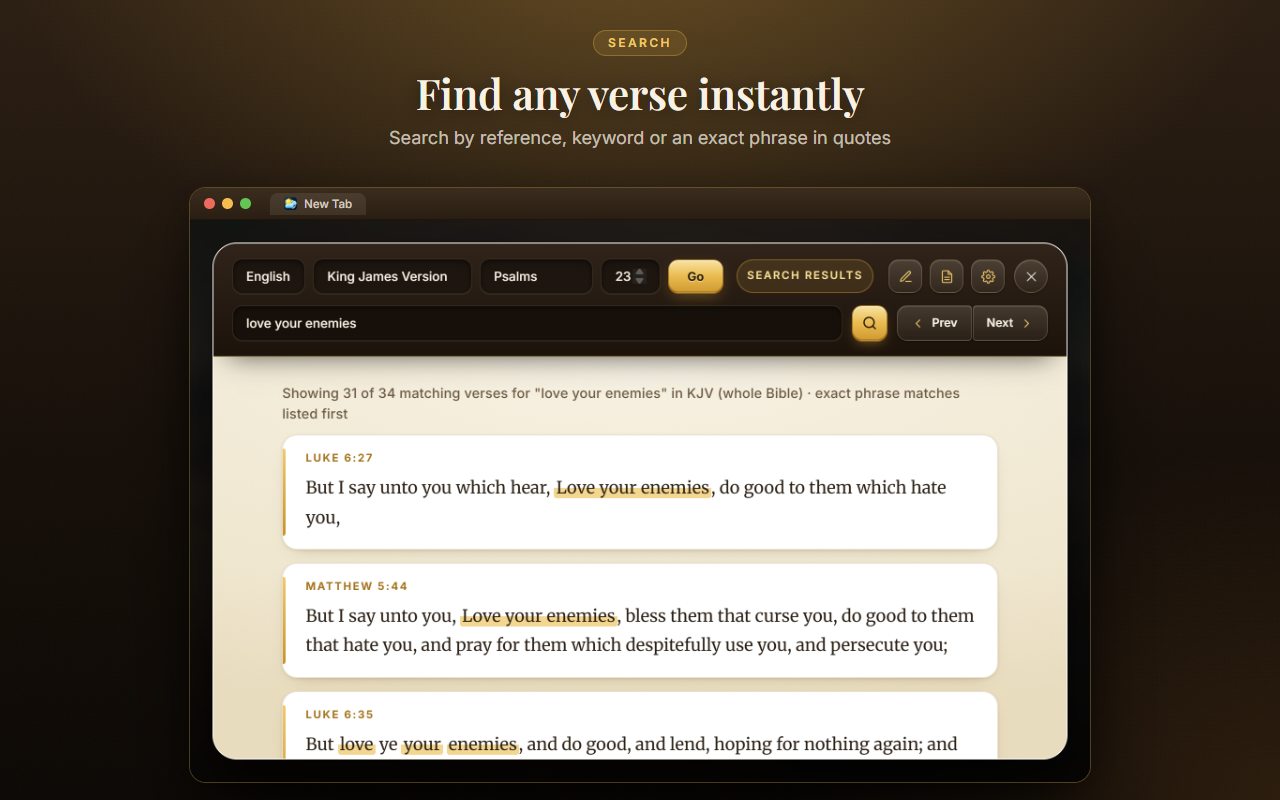 SEARCH
Find any verse instantly
Search by reference, keyword or an exact phrase in quotes
New Tab
English King James Version Psalms 23 Go SEARCH RESULTS
love your enemies Prev Next
Showing 31 of 34 matching verses for "love your enemies" in KJV (whole Bible) · exact phrase matches
listed first
LUKE 6:27
But I say unto you which hear, Love your enemies, do good to them which hate
you,
MATTHEW 5:44
But I say unto you, Love your enemies, bless them that curse you, do good to them
that hate you, and pray for them which despitefully use you, and persecute you;
LUKE 6:35
But love ye your enemies, and do good, and lend, hoping for nothing again; and